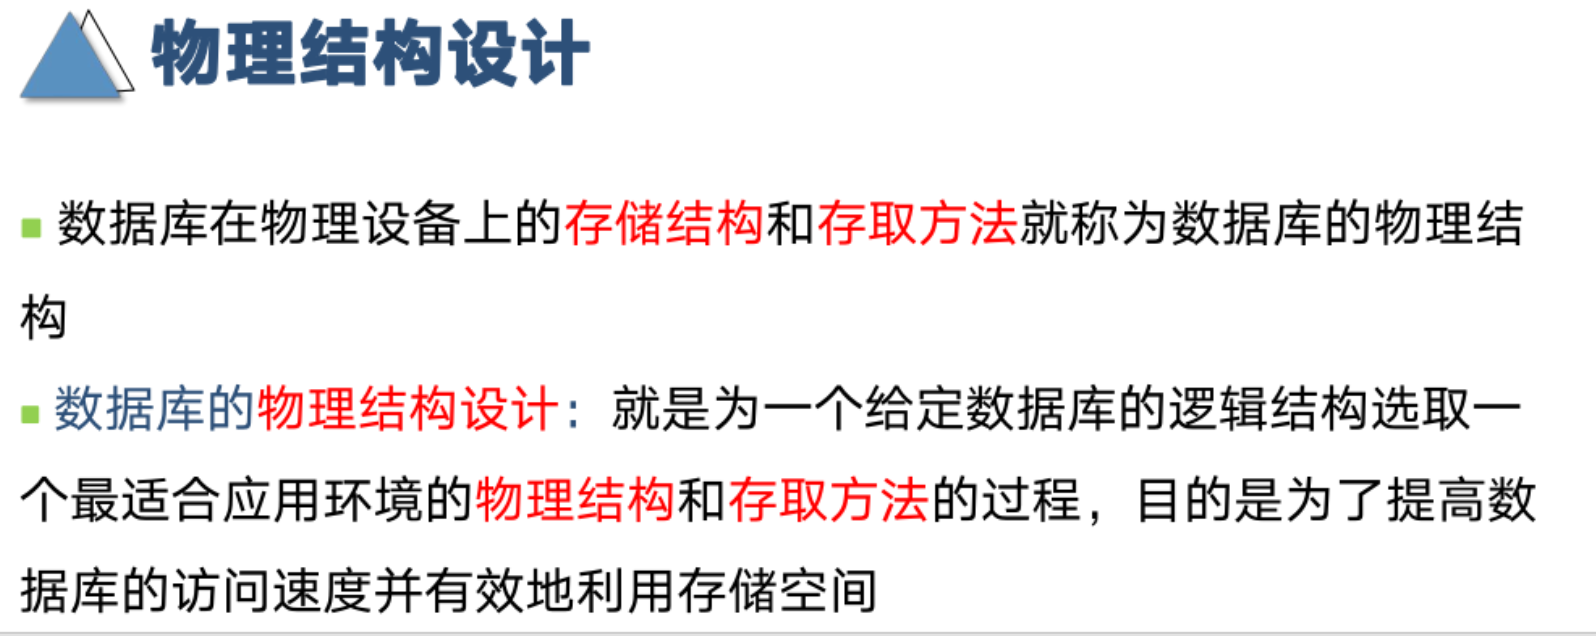 物理结构设计
数据库在物理设备上的存储结构和存取方法就称为数据库的物理结
构
数据库的物理结构设计：就是为一个给定数据库的逻辑结构选取一
个最适合应用环境的物理结构和存取方法的过程，目的是为了提高数
据库的访问速度并有效地利用存储空间